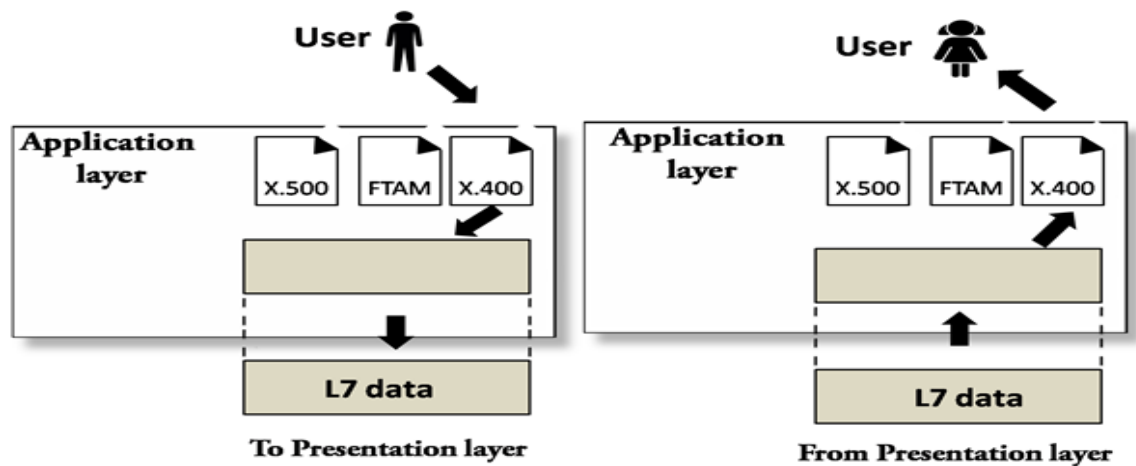 User
Application
layer
X.500 FTAM X.400
L7 data
To Presentation layer
User
Application
layer
X.500 FTAM X.400
L7 data
From Presentation layer